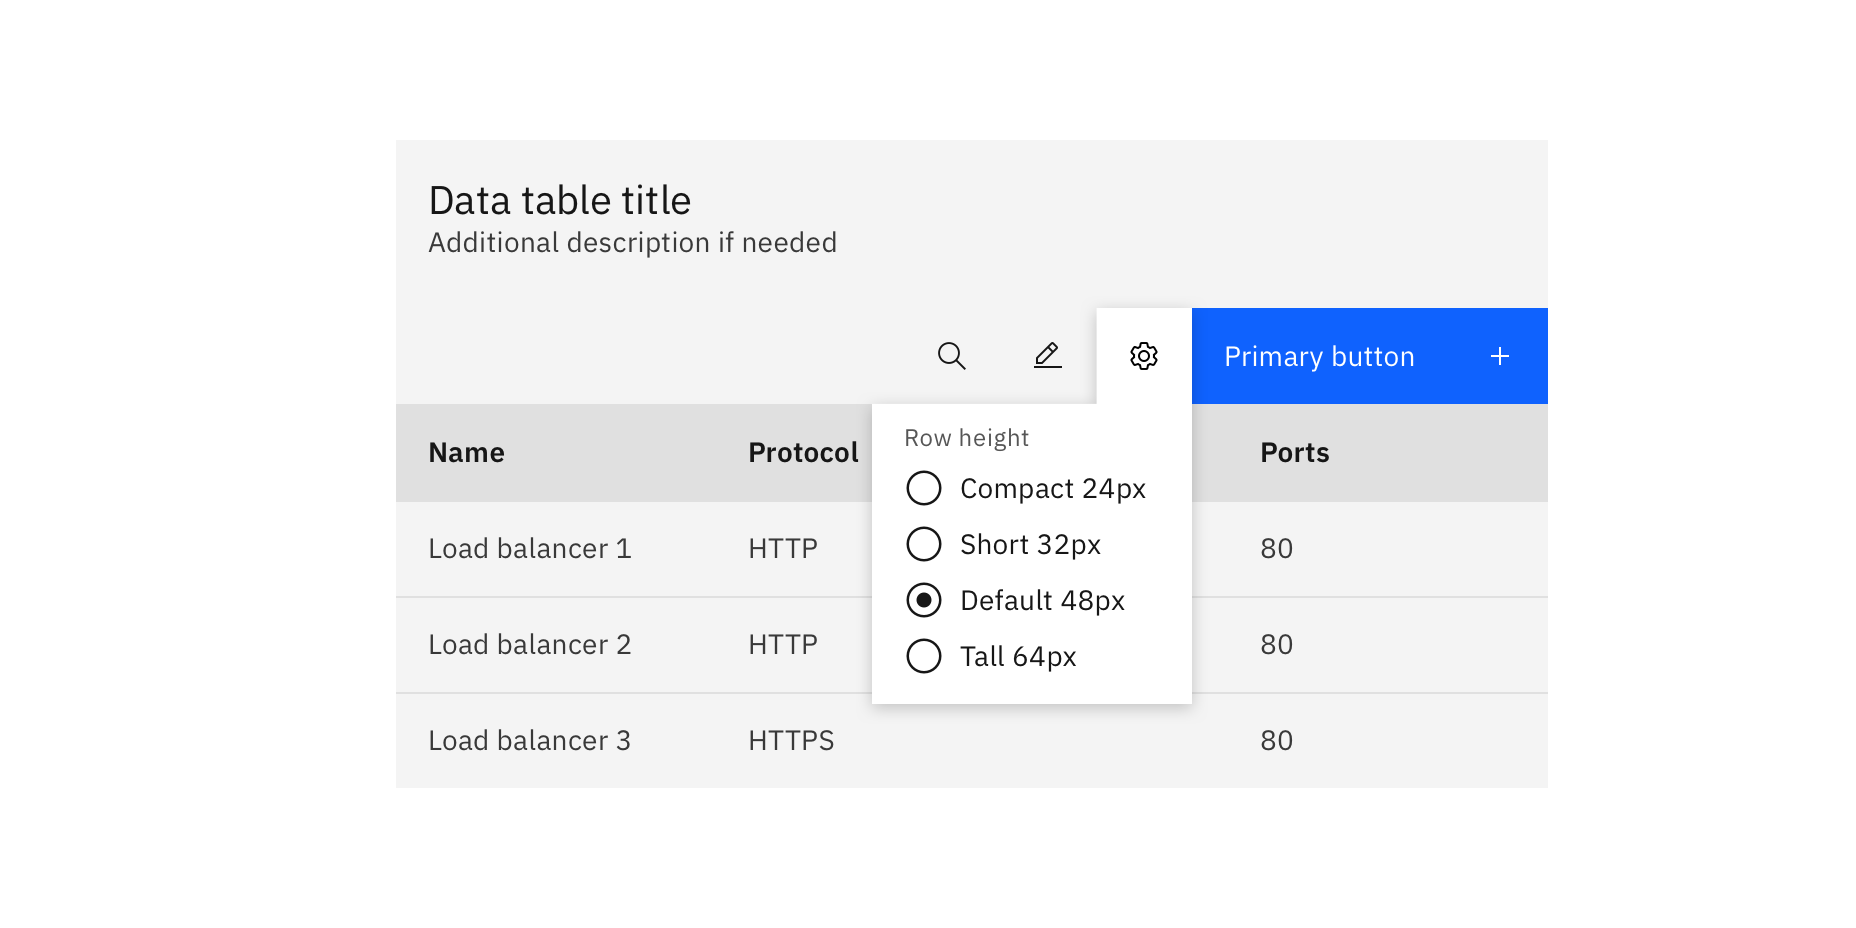 Data table title
Additional description if needed
Primary button
Name Protocol Ports
Row height
Compact 24px
Short 32px
Default 48px
Tall 64px
Load balancer 1 HTTP 80
Load balancer 2 HTTP 80
Load balancer 3 HTTPS 80